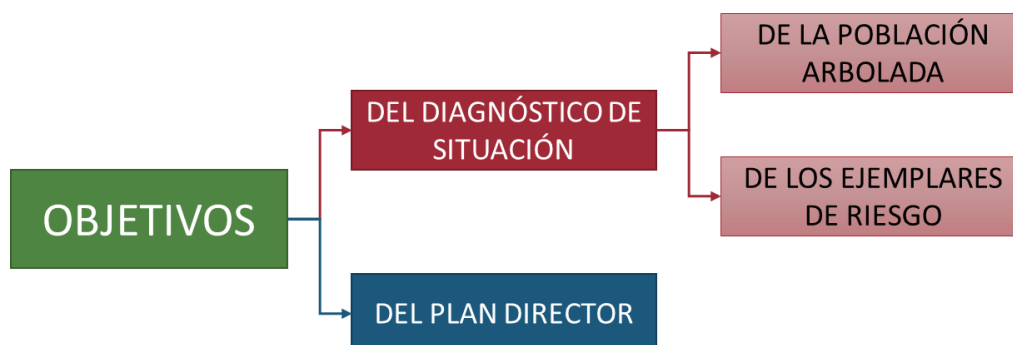 OBJETIVOS
DEL DIAGNÓSTICO DE
SITUACIÓN
DE LA POBLACIÓN
ARBOLADA
DE LOS EJEMPLARES
DE RIESGO
DEL PLAN DIRECTOR